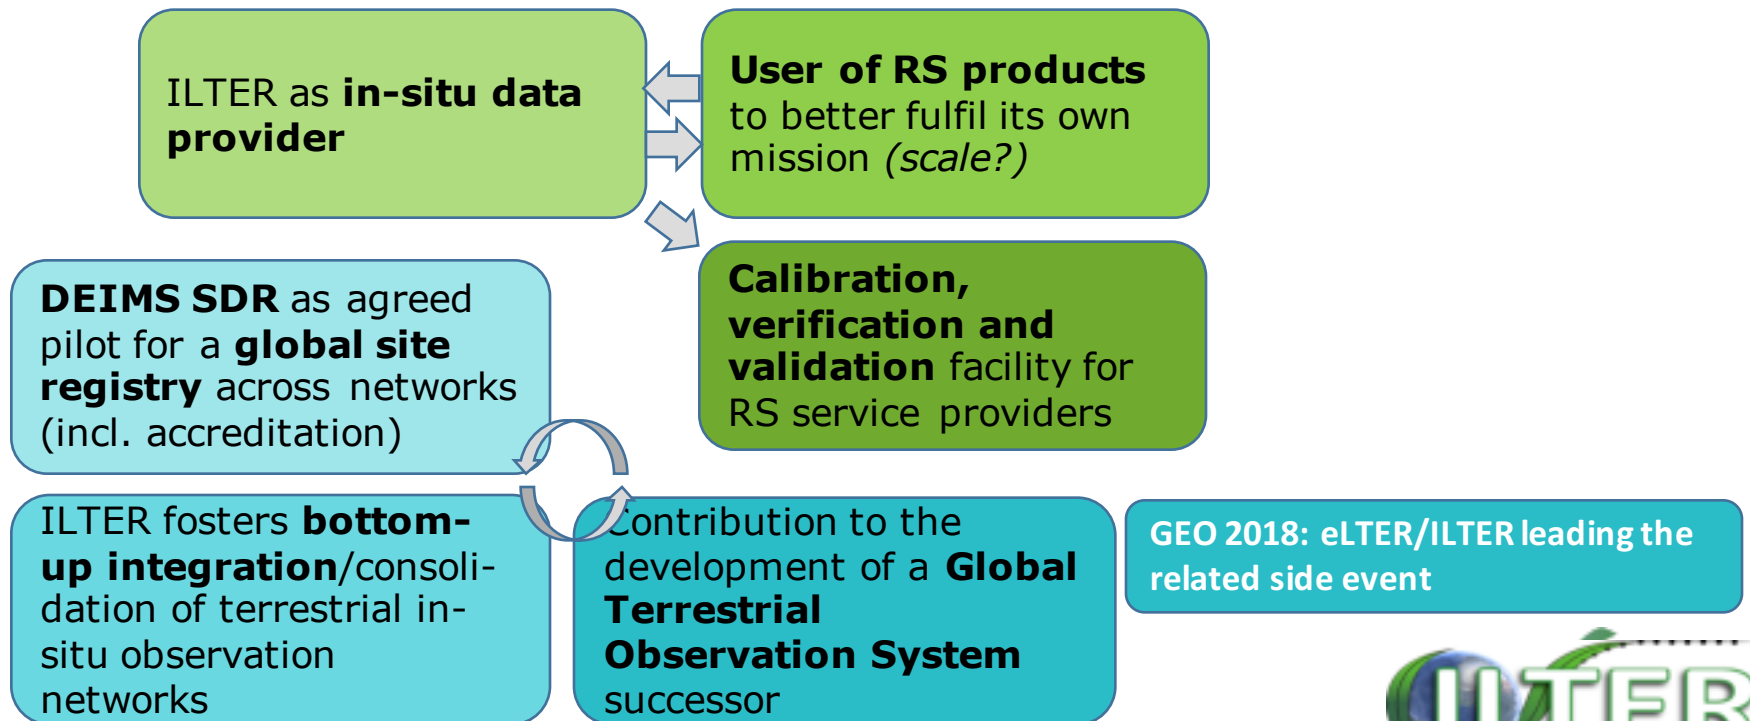 ILTER as in-situ data
provider
User of RS products
to better fulfil its own
mission (scale?)
Calibration,
verification and
validation facility for
RS service providers
DEIMS SDR as agreed
pilot for a global site
registry across networks
(incl. accreditation)
ILTER fosters bottom-
up integration/consoli-
dation of terrestrial in-
situ observation
networks
Contribution to the
development of a Global
Terrestrial
Observation System
successor
GEO 2018: eLTER/ILTER leading the
related side event
ILTER